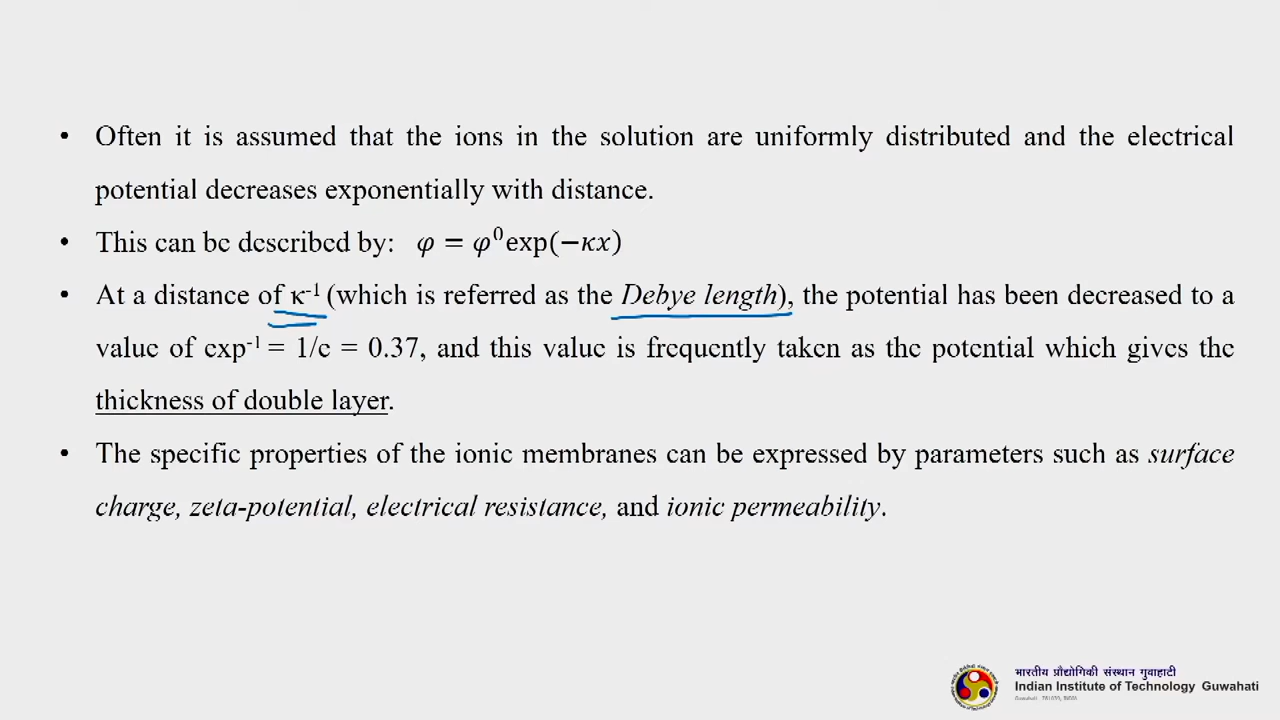 • Often it is assumed that the ions in the solution are uniformly distributed and the electrical
potential decreases exponentially with distance.
• This can be described by: φ = φ⁰exp(−κx)
• At a distance of κ⁻¹ (which is referred as the Debye length), the potential has been decreased to a
value of exp⁻¹ = 1/e = 0.37, and this value is frequently taken as the potential which gives the
thickness of double layer.
• The specific properties of the ionic membranes can be expressed by parameters such as surface
charge, zeta-potential, electrical resistance, and ionic permeability.
भारतीय प्रौद्योगिकी संस्थान गुवाहाटी
Indian Institute of Technology Guwahati